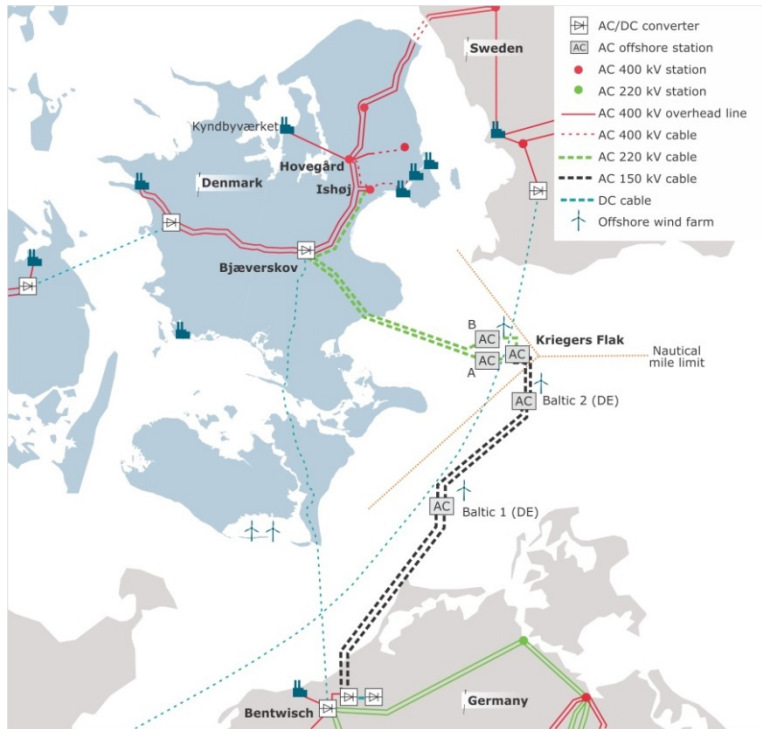 Sweden
AC/DC converter
AC AC offshore station
AC 400 kV station
AC 220 kV station
AC 400 kV overhead line
AC 400 kV cable
AC 220 kV cable
AC 150 kV cable
DC cable
Offshore wind farm
Kyndbyværket
Hovegård
Denmark
Ishøj
Bjæverskov
B
AC
Kriegers Flak
AC
AC
A
Nautical
mile limit
AC
Baltic 2 (DE)
AC
Baltic 1 (DE)
Bentwisch
Germany